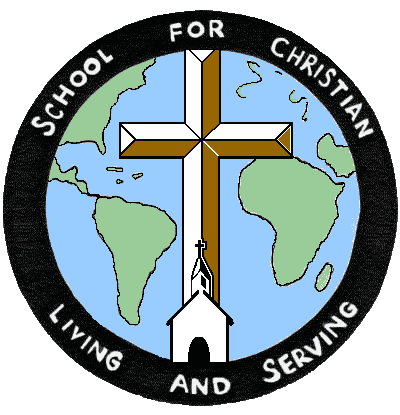 SCHOOL FOR CHRISTIAN
LIVING AND SERVING